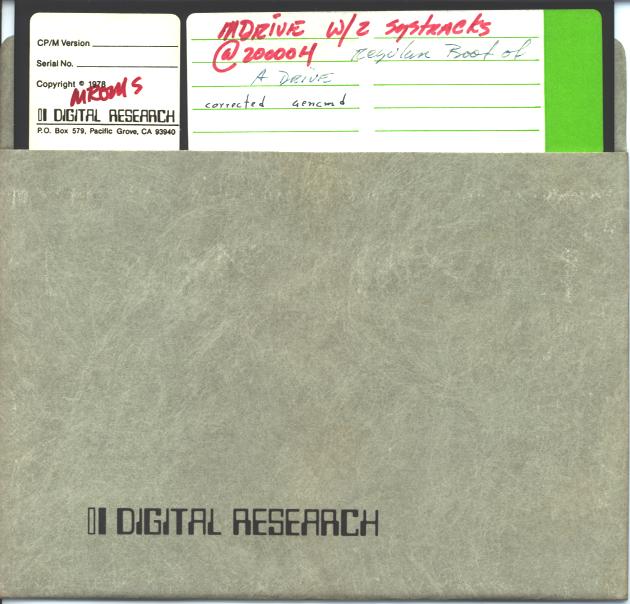 CP/M Version
Serial No.
Copyright © 1978
MROMS
DIGITAL RESEARCH
P.O. Box 579, Pacific Grove, CA 93940
MDRIVE W/2 SYSTRACKS
@ 200004 Regular Boot of
A DRIVE
corrected gencmd
DIGITAL RESEARCH